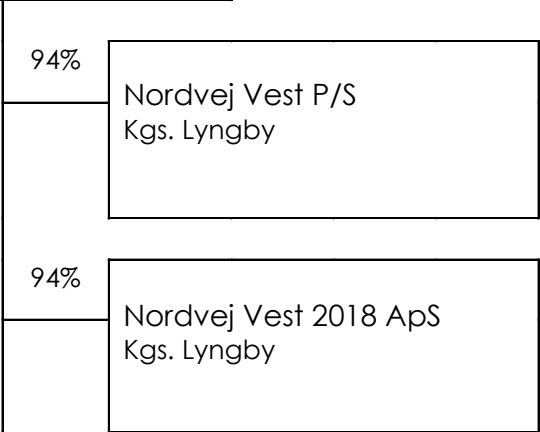 94%
Nordvej Vest P/S
Kgs. Lyngby
94%
Nordvej Vest 2018 ApS
Kgs. Lyngby